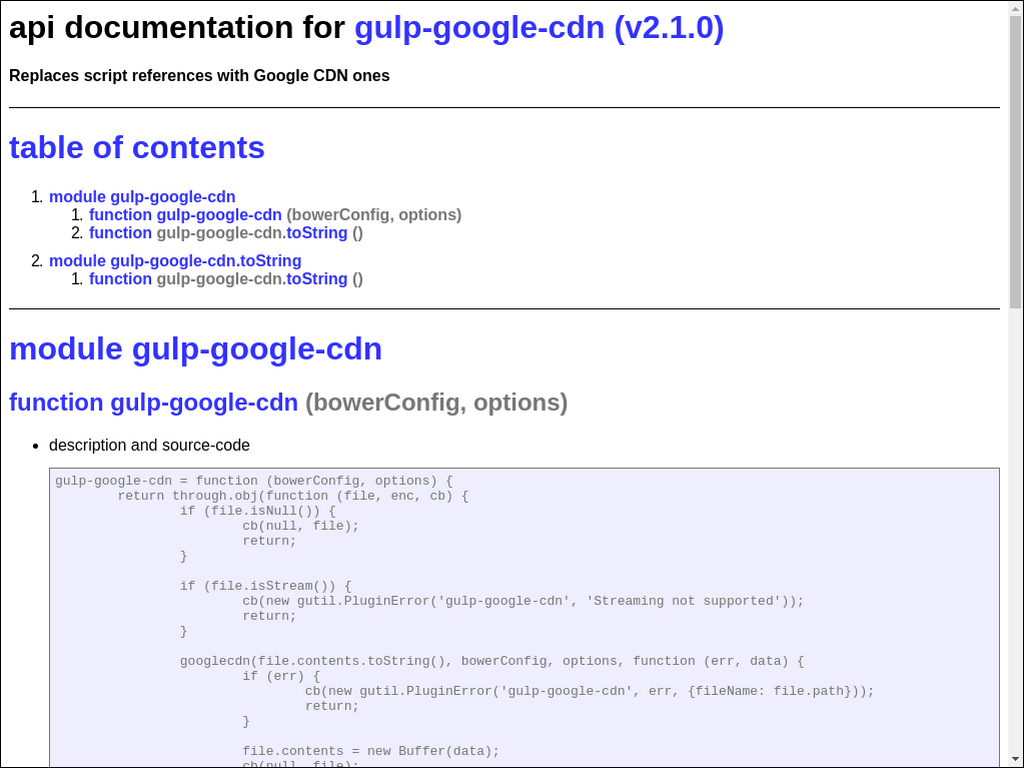 api documentation for gulp-google-cdn (v2.1.0)
Replaces script references with Google CDN ones
table of contents
1. module gulp-google-cdn
1. function gulp-google-cdn (bowerConfig, options)
2. function gulp-google-cdn.toString ()
2. module gulp-google-cdn.toString
1. function gulp-google-cdn.toString ()
module gulp-google-cdn
function gulp-google-cdn (bowerConfig, options)
• description and source-code
gulp-google-cdn = function (bowerConfig, options) {
return through.obj(function (file, enc, cb) {
if (file.isNull()) {
cb(null, file);
return;
}
if (file.isStream()) {
cb(new gutil.PluginError('gulp-google-cdn', 'Streaming not supported'));
return;
}
googlecdn(file.contents.toString(), bowerConfig, options, function (err, data) {
if (err) {
cb(new gutil.PluginError('gulp-google-cdn', err, {fileName: file.path}));
return;
}
file.contents = new Buffer(data);
cb(null, file);